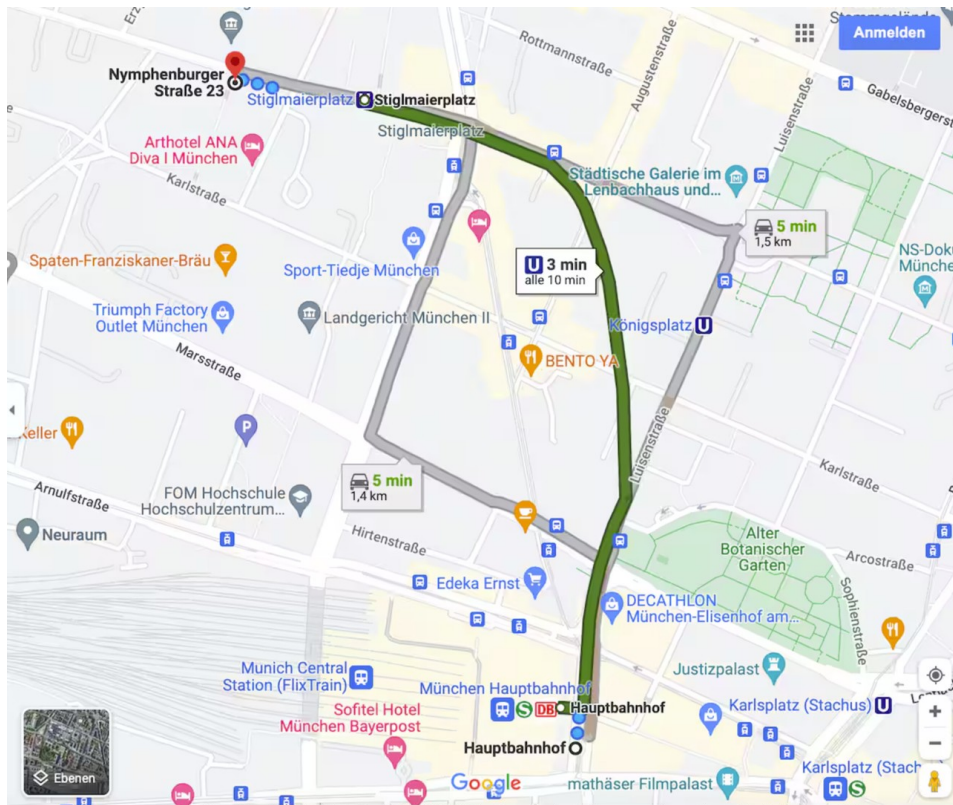 Anmelden
Rottmannstraße
Augustenstraße
Luisenstraße
Gabelsbergerst
Nymphenburger
Straße 23
Stiglmaierplatz
Stiglmaierplatz
Stiglmaierplatz
Arthotel ANA
Diva I München
Karlstraße
Städtische Galerie im
Lenbachhaus und...
5 min
1,5 km
NS-Doku
Münche
Spaten-Franziskaner-Bräu
Sport-Tiedje München
U 3 min
alle 10 min
Triumph Factory
Outlet München
Landgericht München II
Königsplatz U
Marsstraße
BENTO YA
P
Keller
Luisenstraße
Karlstraße
5 min
1,4 km
Arnulfstraße
FOM Hochschule
Hochschulzentrum...
Neuraum
Hirtenstraße
Alter
Botanischer
Garten
Arcostraße
Sophienstraße
Edeka Ernst
DECATHLON
München-Elisenhof am...
Munich Central
Station (FlixTrain)
Justizpalast
München Hauptbahnhof
S DB Hauptbahnhof
Sofitel Hotel
München Bayerpost
Karlsplatz (Stachus) U
Hauptbahnhof
Ebenen
Google
mathäser Filmpalast
Karlsplatz (Stach
S